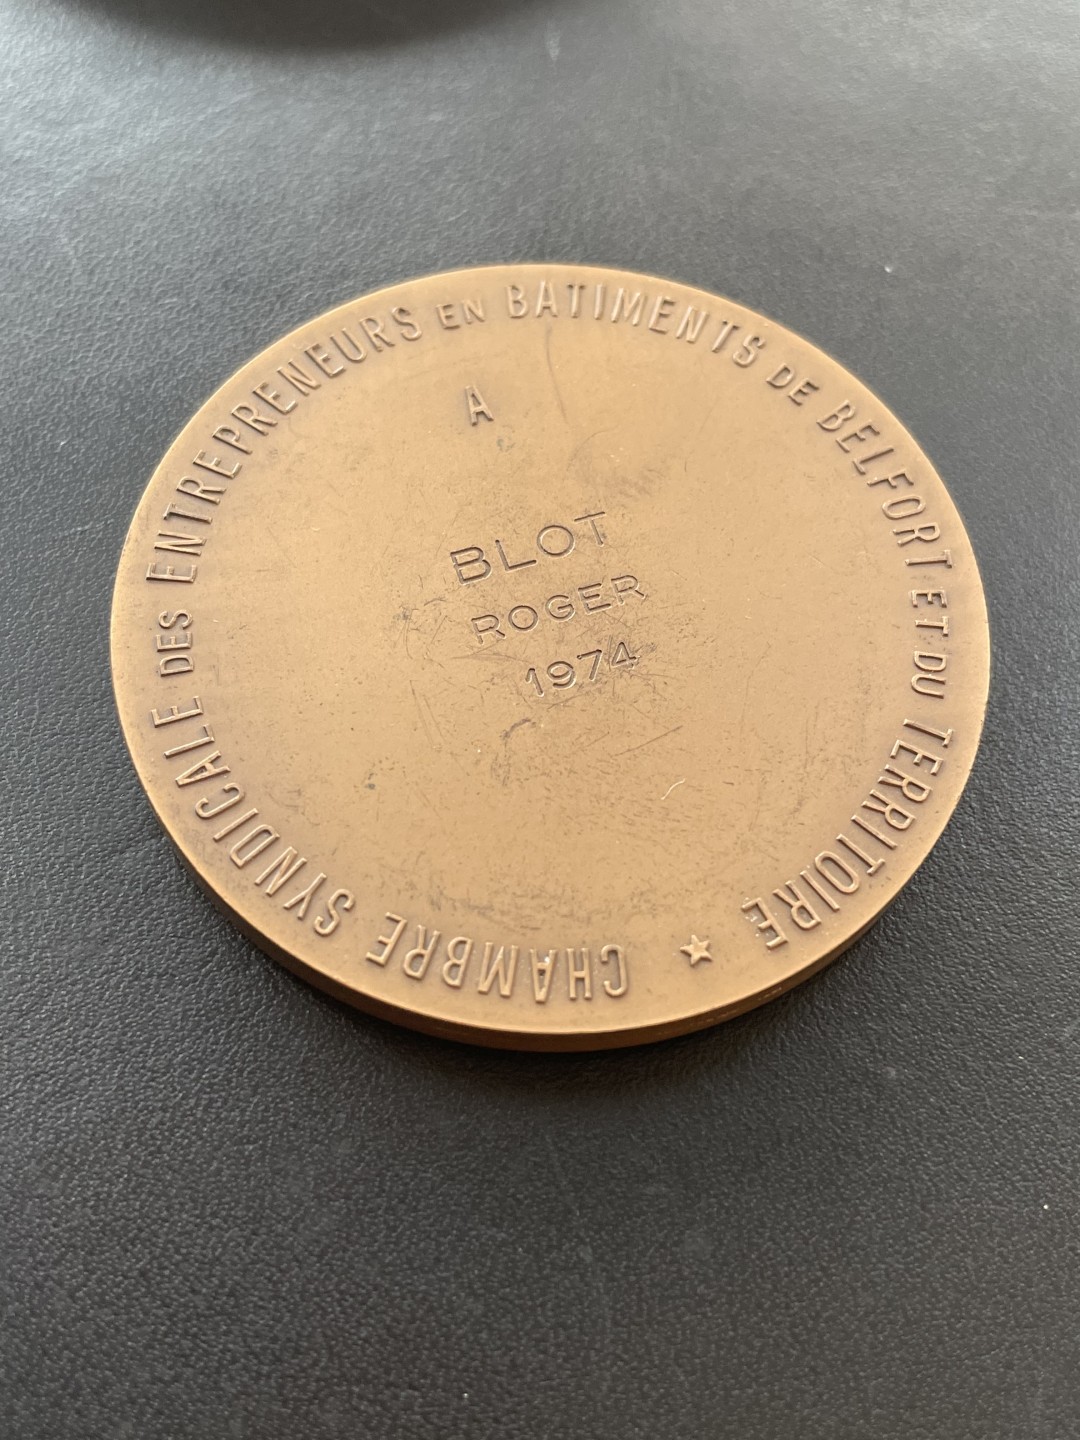 CHAMBRE SYNDICALE DES ENTREPRENEURS EN BATIMENTS DE BELFORT ET DU TERRITOIRE
A
BLOT
ROGER
1974